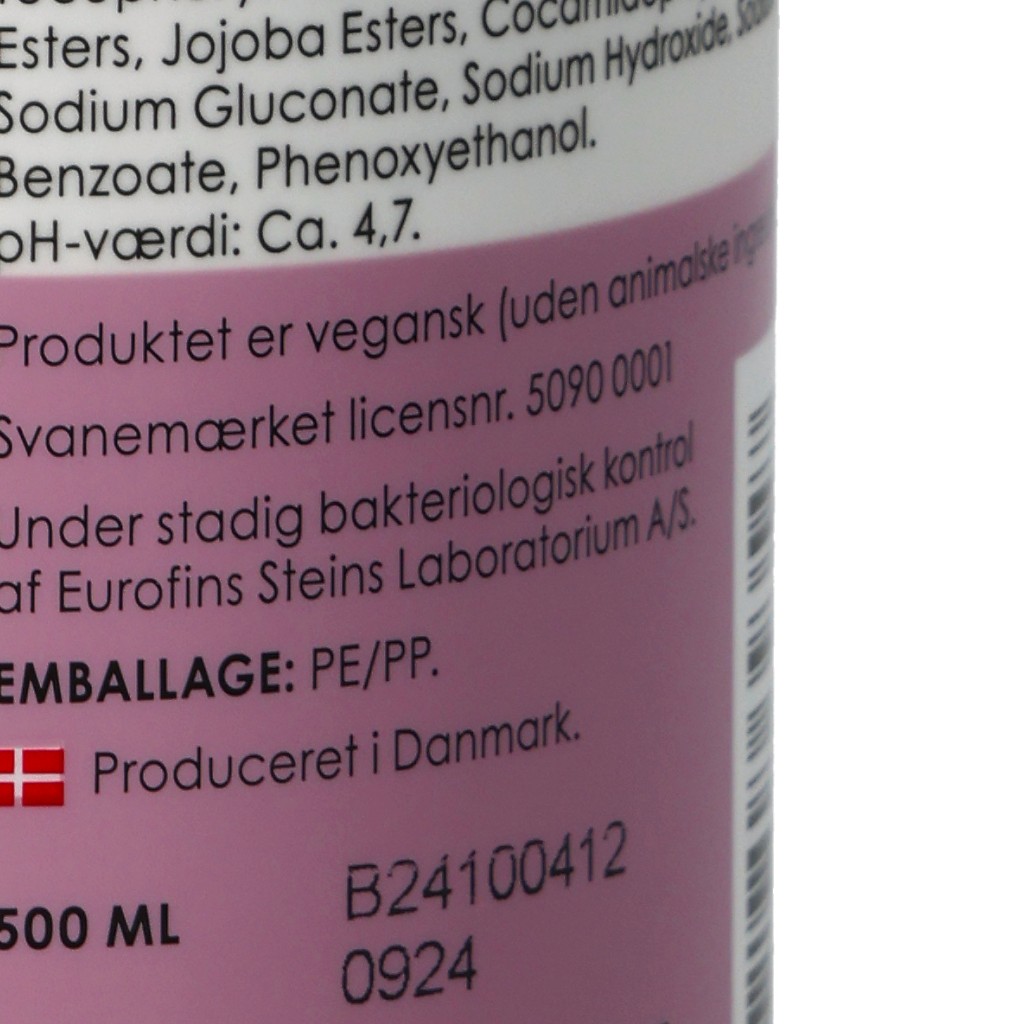 Esters, Jojoba Esters,
Sodium Gluconate, Sodium Hydroxide,
Benzoate, Phenoxyethanol.
pH-værdi: Ca. 4,7.
Produktet er vegansk (uden animalske
Svanemærket licensnr. 5090 0001
Under stadig bakteriologisk kontrol
af Eurofins Steins Laboratorium A/S.
EMBALLAGE: PE/PP.
Produceret i Danmark.
500 ML
B24100412
0924